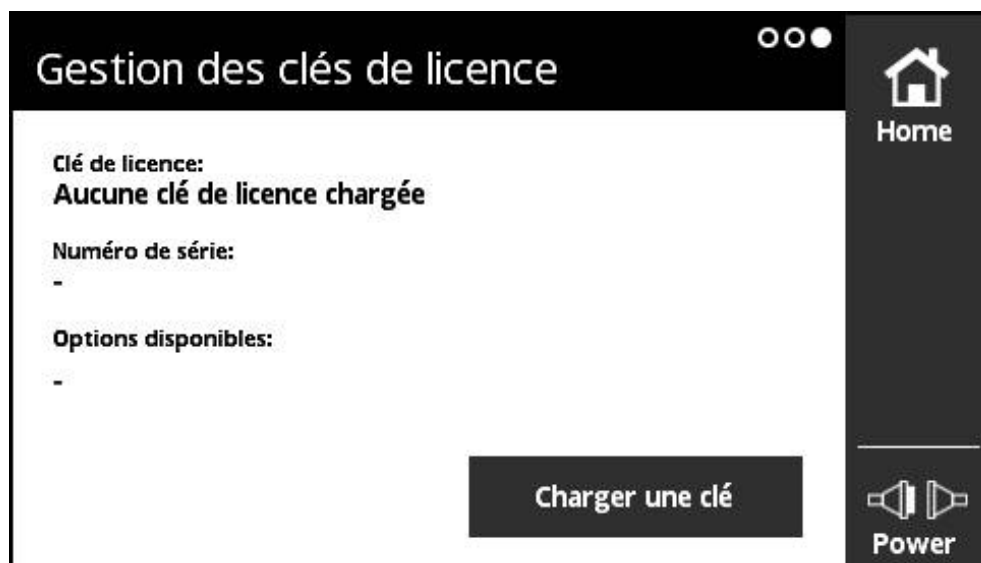 Gestion des clés de licence
Home
Clé de licence:
Aucune clé de licence chargée
Numéro de série:
-
Options disponibles:
-
Charger une clé
Power